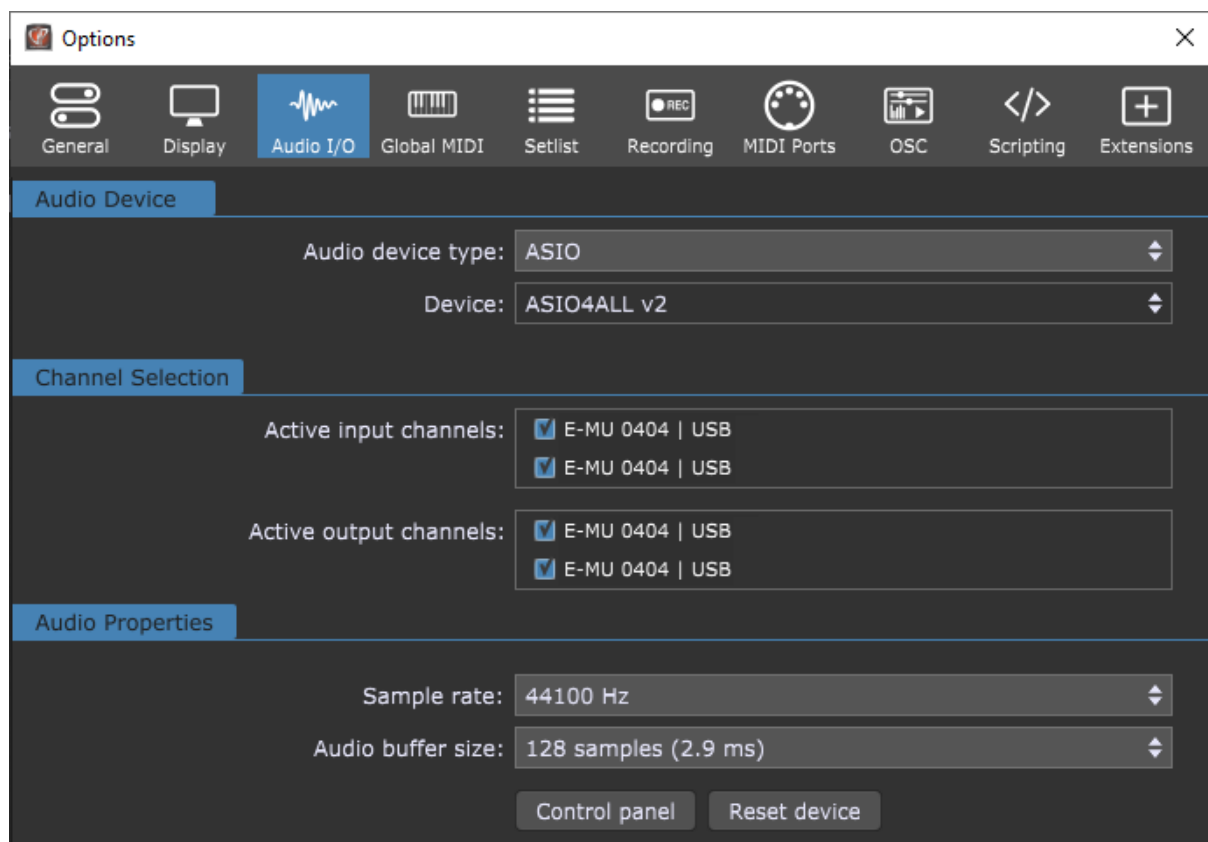 Options
REC
General Display Audio I/O Global MIDI Setlist Recording MIDI Ports OSC Scripting Extensions
Audio Device
Audio device type: ASIO
Device: ASIO4ALL v2
Channel Selection
Active input channels: E-MU 0404 | USB
E-MU 0404 | USB
Active output channels: E-MU 0404 | USB
E-MU 0404 | USB
Audio Properties
Sample rate: 44100 Hz
Audio buffer size: 128 samples (2.9 ms)
Control panel Reset device